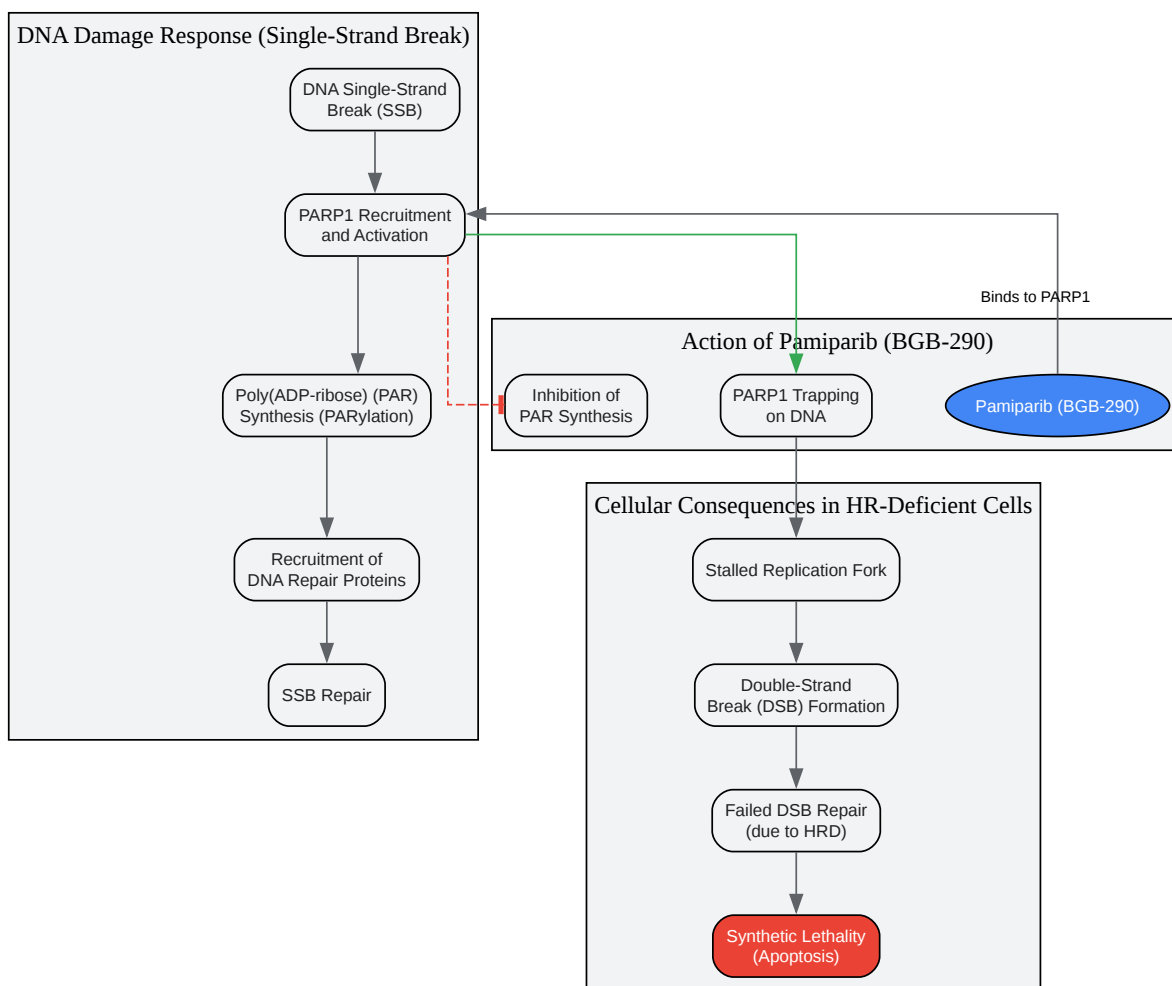 DNA Damage Response (Single-Strand Break)
DNA Single-Strand
Break (SSB)
PARP1 Recruitment
and Activation
Poly(ADP-ribose) (PAR)
Synthesis (PARylation)
Recruitment of
DNA Repair Proteins
SSB Repair
Binds to PARP1
Action of Pamiparib (BGB-290)
Inhibition of
PAR Synthesis
PARP1 Trapping
on DNA
Pamiparib (BGB-290)
Cellular Consequences in HR-Deficient Cells
Stalled Replication Fork
Double-Strand
Break (DSB) Formation
Failed DSB Repair
(due to HRD)
Synthetic Lethality
(Apoptosis)